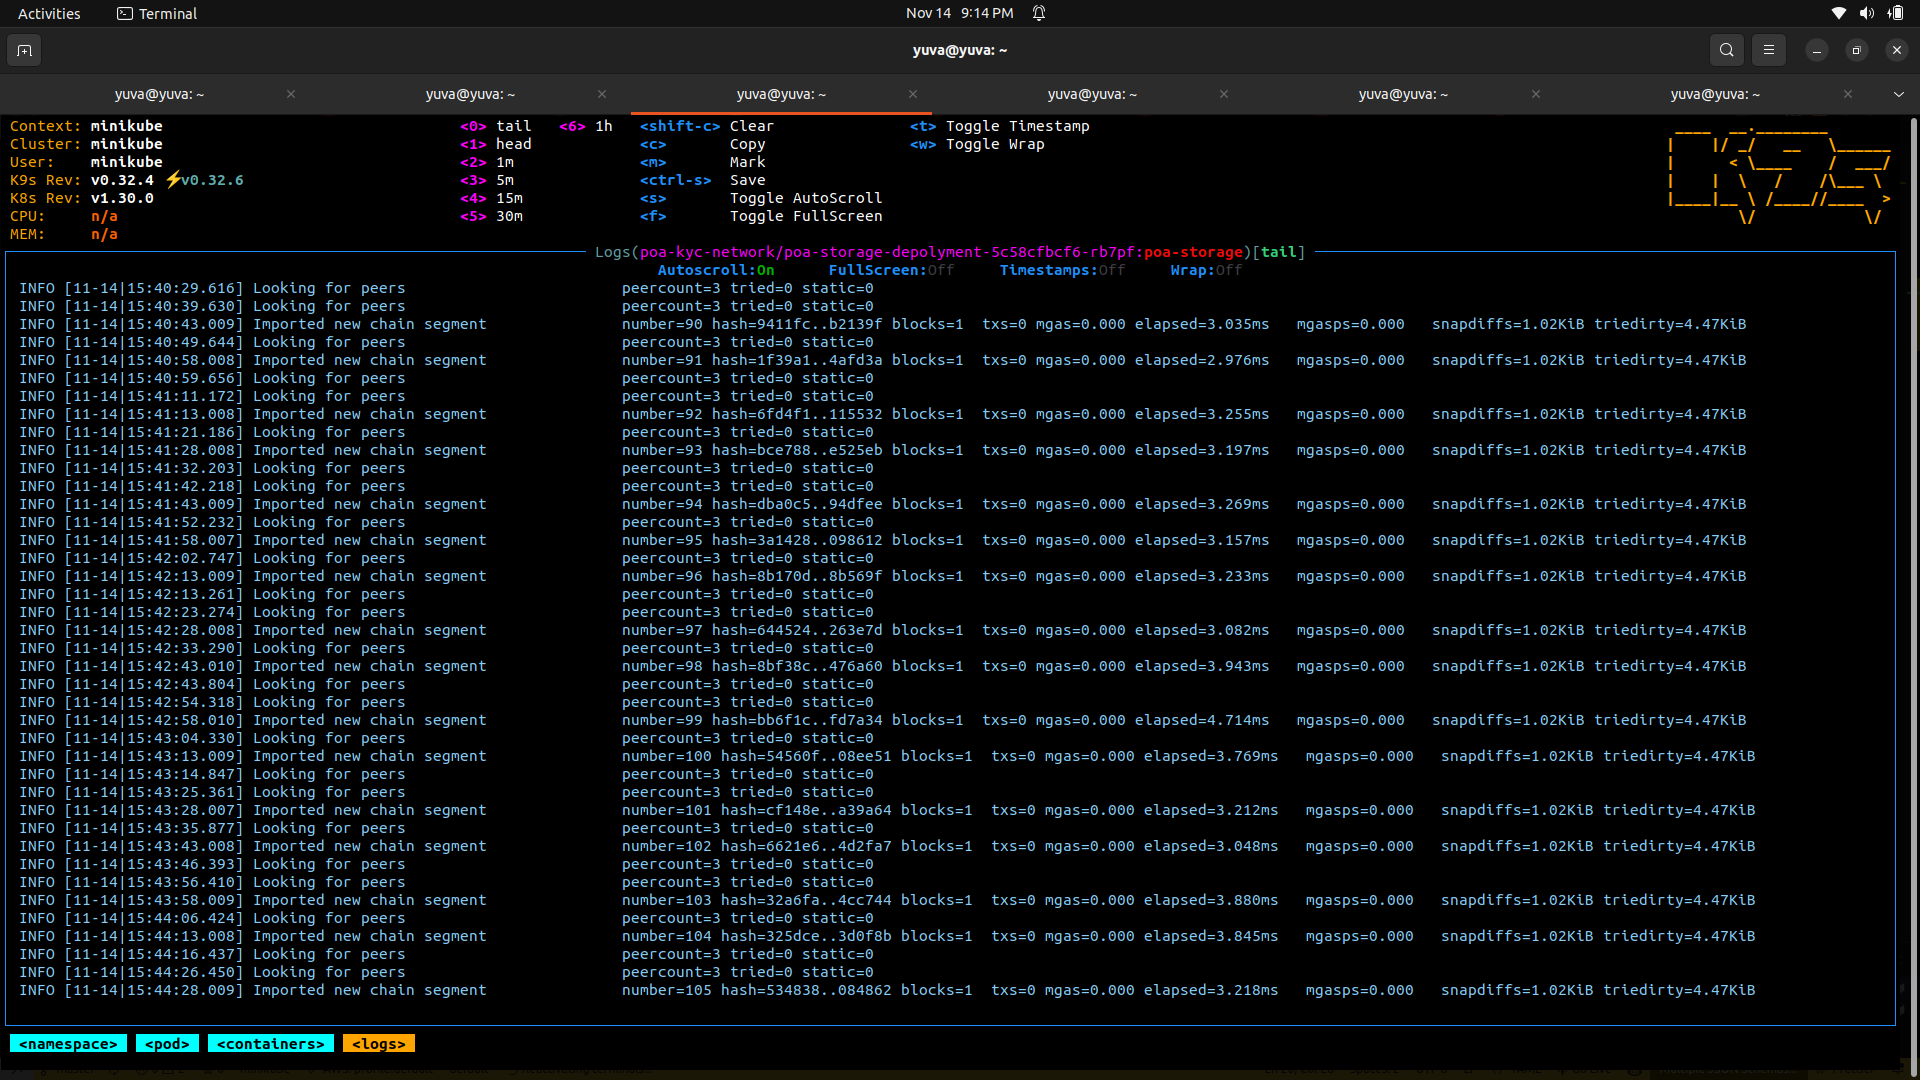 Activities Terminal Nov 14 9:14 PM
yuva@yuva: ~
yuva@yuva: ~ yuva@yuva: ~ yuva@yuva: ~ yuva@yuva: ~ yuva@yuva: ~ yuva@yuva: ~
Context: minikube <0> tail <6> 1h <shift-c> Clear <t> Toggle Timestamp
Cluster: minikube <1> head <c> Copy <w> Toggle Wrap
User: minikube <2> 1m <m> Mark
K9s Rev: v0.32.4 ⚡v0.32.6 <3> 5m <ctrl-s> Save
K8s Rev: v1.30.0 <4> 15m <s> Toggle AutoScroll
CPU: n/a <5> 30m <f> Toggle FullScreen
MEM: n/a
Logs(poa-kyc-network/poa-storage-depolyment-5c58cfbcf6-rb7pf:poa-storage)[tail]
Autoscroll:On FullScreen:Off Timestamps:Off Wrap:Off
INFO [11-14|15:40:29.616] Looking for peers peercount=3 tried=0 static=0
INFO [11-14|15:40:39.630] Looking for peers peercount=3 tried=0 static=0
INFO [11-14|15:40:43.009] Imported new chain segment number=90 hash=9411fc..b2139f blocks=1 txs=0 mgas=0.000 elapsed=3.035ms mgasps=0.000 snapdiffs=1.02KiB triedirty=4.47KiB
INFO [11-14|15:40:49.644] Looking for peers peercount=3 tried=0 static=0
INFO [11-14|15:40:58.008] Imported new chain segment number=91 hash=1f39a1..4afd3a blocks=1 txs=0 mgas=0.000 elapsed=2.976ms mgasps=0.000 snapdiffs=1.02KiB triedirty=4.47KiB
INFO [11-14|15:40:59.656] Looking for peers peercount=3 tried=0 static=0
INFO [11-14|15:41:11.172] Looking for peers peercount=3 tried=0 static=0
INFO [11-14|15:41:13.008] Imported new chain segment number=92 hash=6fd4f1..115532 blocks=1 txs=0 mgas=0.000 elapsed=3.255ms mgasps=0.000 snapdiffs=1.02KiB triedirty=4.47KiB
INFO [11-14|15:41:21.186] Looking for peers peercount=3 tried=0 static=0
INFO [11-14|15:41:28.008] Imported new chain segment number=93 hash=bce788..e525eb blocks=1 txs=0 mgas=0.000 elapsed=3.197ms mgasps=0.000 snapdiffs=1.02KiB triedirty=4.47KiB
INFO [11-14|15:41:32.203] Looking for peers peercount=3 tried=0 static=0
INFO [11-14|15:41:42.218] Looking for peers peercount=3 tried=0 static=0
INFO [11-14|15:41:43.009] Imported new chain segment number=94 hash=dba0c5..94dfee blocks=1 txs=0 mgas=0.000 elapsed=3.269ms mgasps=0.000 snapdiffs=1.02KiB triedirty=4.47KiB
INFO [11-14|15:41:52.232] Looking for peers peercount=3 tried=0 static=0
INFO [11-14|15:41:58.007] Imported new chain segment number=95 hash=3a1428..098612 blocks=1 txs=0 mgas=0.000 elapsed=3.157ms mgasps=0.000 snapdiffs=1.02KiB triedirty=4.47KiB
INFO [11-14|15:42:02.747] Looking for peers peercount=3 tried=0 static=0
INFO [11-14|15:42:13.009] Imported new chain segment number=96 hash=8b170d..8b569f blocks=1 txs=0 mgas=0.000 elapsed=3.233ms mgasps=0.000 snapdiffs=1.02KiB triedirty=4.47KiB
INFO [11-14|15:42:13.261] Looking for peers peercount=3 tried=0 static=0
INFO [11-14|15:42:23.274] Looking for peers peercount=3 tried=0 static=0
INFO [11-14|15:42:28.008] Imported new chain segment number=97 hash=644524..263e7d blocks=1 txs=0 mgas=0.000 elapsed=3.082ms mgasps=0.000 snapdiffs=1.02KiB triedirty=4.47KiB
INFO [11-14|15:42:33.290] Looking for peers peercount=3 tried=0 static=0
INFO [11-14|15:42:43.010] Imported new chain segment number=98 hash=8bf38c..476a60 blocks=1 txs=0 mgas=0.000 elapsed=3.943ms mgasps=0.000 snapdiffs=1.02KiB triedirty=4.47KiB
INFO [11-14|15:42:43.804] Looking for peers peercount=3 tried=0 static=0
INFO [11-14|15:42:54.318] Looking for peers peercount=3 tried=0 static=0
INFO [11-14|15:42:58.010] Imported new chain segment number=99 hash=bb6f1c..fd7a34 blocks=1 txs=0 mgas=0.000 elapsed=4.714ms mgasps=0.000 snapdiffs=1.02KiB triedirty=4.47KiB
INFO [11-14|15:43:04.330] Looking for peers peercount=3 tried=0 static=0
INFO [11-14|15:43:13.009] Imported new chain segment number=100 hash=54560f..08ee51 blocks=1 txs=0 mgas=0.000 elapsed=3.769ms mgasps=0.000 snapdiffs=1.02KiB triedirty=4.47KiB
INFO [11-14|15:43:14.847] Looking for peers peercount=3 tried=0 static=0
INFO [11-14|15:43:25.361] Looking for peers peercount=3 tried=0 static=0
INFO [11-14|15:43:28.007] Imported new chain segment number=101 hash=cf148e..a39a64 blocks=1 txs=0 mgas=0.000 elapsed=3.212ms mgasps=0.000 snapdiffs=1.02KiB triedirty=4.47KiB
INFO [11-14|15:43:35.877] Looking for peers peercount=3 tried=0 static=0
INFO [11-14|15:43:43.008] Imported new chain segment number=102 hash=6621e6..4d2fa7 blocks=1 txs=0 mgas=0.000 elapsed=3.048ms mgasps=0.000 snapdiffs=1.02KiB triedirty=4.47KiB
INFO [11-14|15:43:46.393] Looking for peers peercount=3 tried=0 static=0
INFO [11-14|15:43:56.410] Looking for peers peercount=3 tried=0 static=0
INFO [11-14|15:43:58.009] Imported new chain segment number=103 hash=32a6fa..4cc744 blocks=1 txs=0 mgas=0.000 elapsed=3.880ms mgasps=0.000 snapdiffs=1.02KiB triedirty=4.47KiB
INFO [11-14|15:44:06.424] Looking for peers peercount=3 tried=0 static=0
INFO [11-14|15:44:13.008] Imported new chain segment number=104 hash=325dce..3d0f8b blocks=1 txs=0 mgas=0.000 elapsed=3.845ms mgasps=0.000 snapdiffs=1.02KiB triedirty=4.47KiB
INFO [11-14|15:44:16.437] Looking for peers peercount=3 tried=0 static=0
INFO [11-14|15:44:26.450] Looking for peers peercount=3 tried=0 static=0
INFO [11-14|15:44:28.009] Imported new chain segment number=105 hash=534838..084862 blocks=1 txs=0 mgas=0.000 elapsed=3.218ms mgasps=0.000 snapdiffs=1.02KiB triedirty=4.47KiB
<namespace> <pod> <containers> <logs>